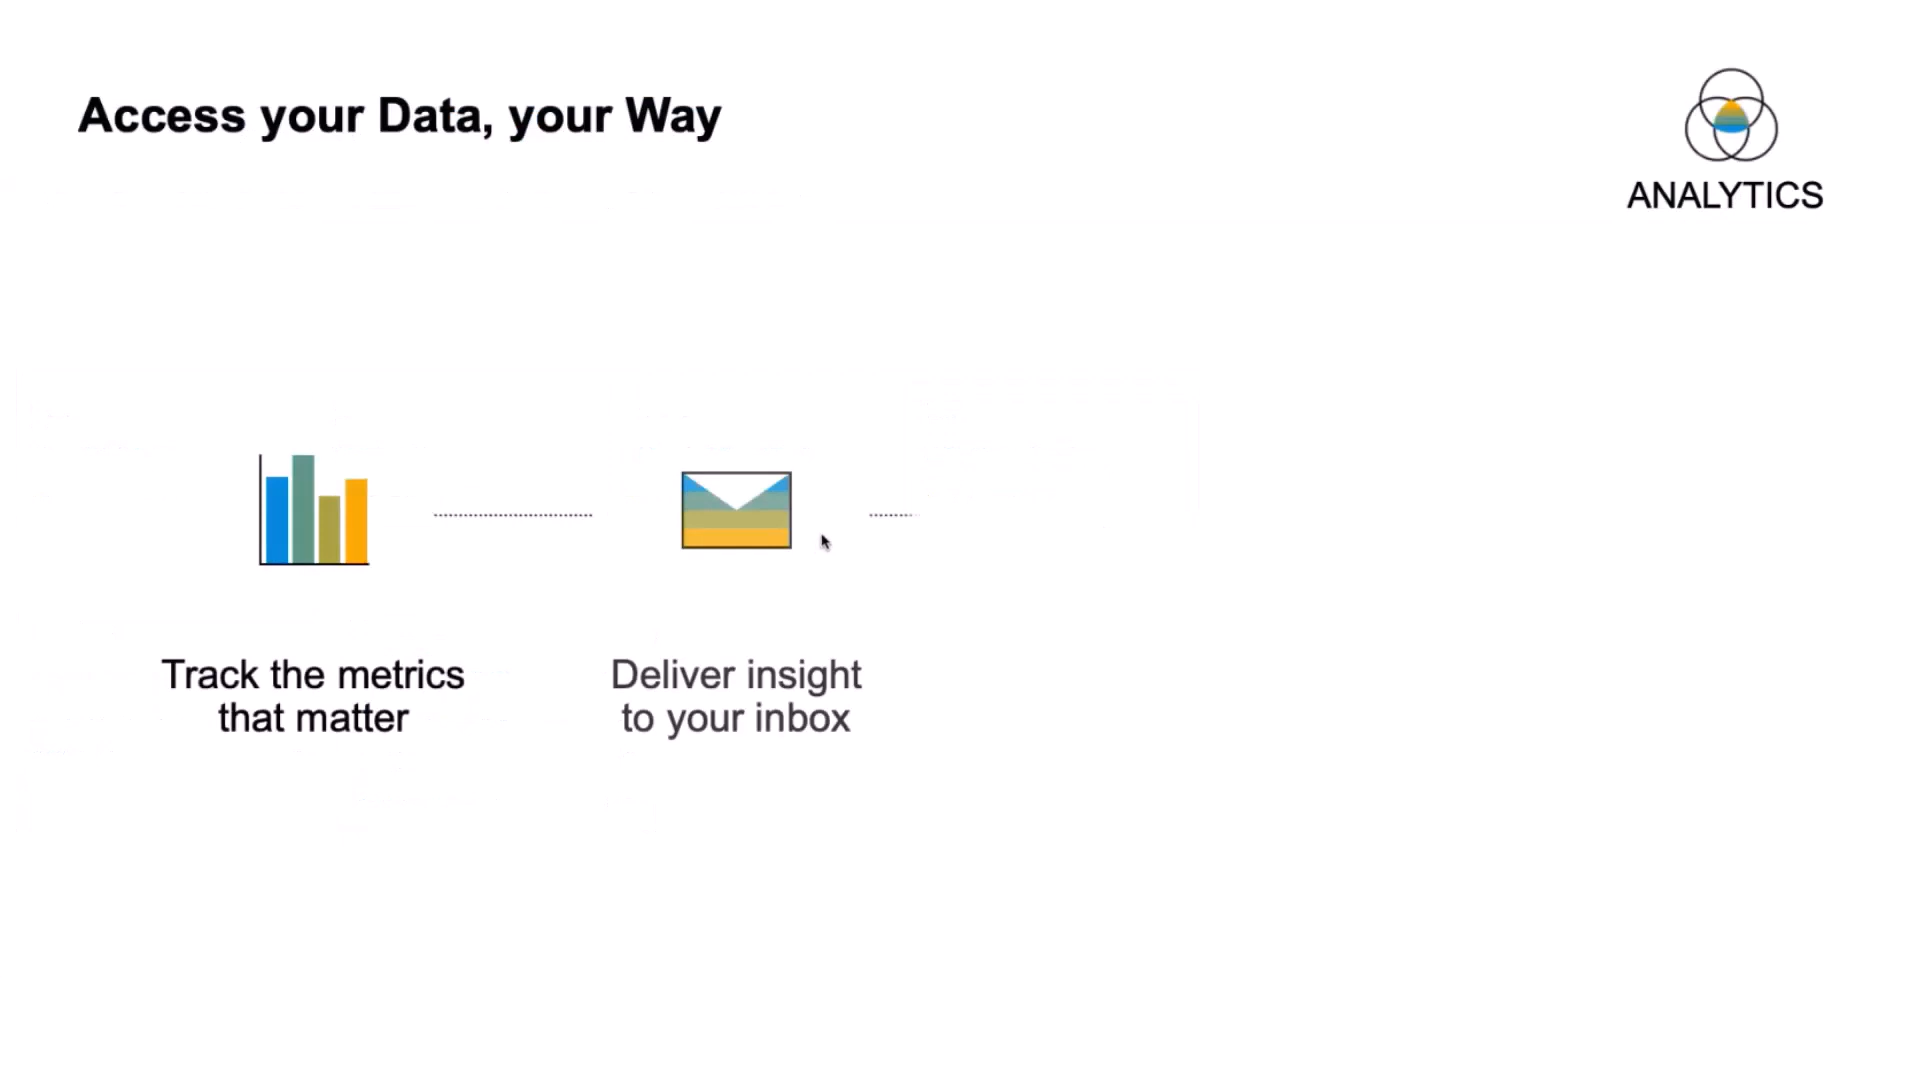 Access your Data, your Way
ANALYTICS
Track the metrics
that matter
Deliver insight
to your inbox